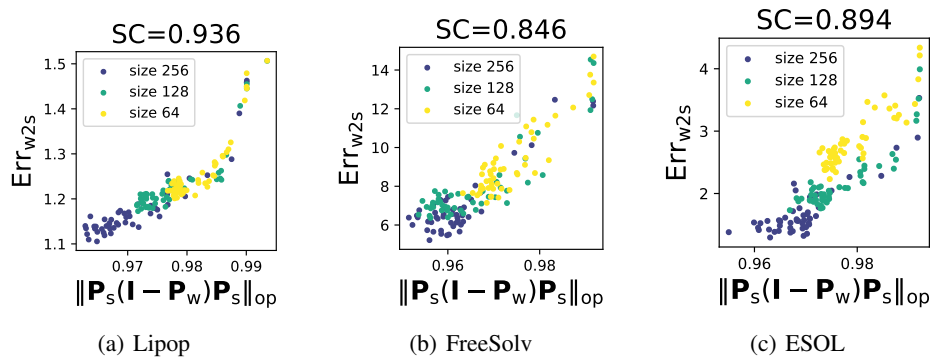 SC=0.936
1.5
1.4
1.3
1.2
1.1
Err_w2s
size 256
size 128
size 64
0.97 0.98 0.99
‖P_s(I − P_w)P_s‖_op
(a) Lipop
SC=0.846
14
12
10
8
6
Err_w2s
size 256
size 128
size 64
0.96 0.98
‖P_s(I − P_w)P_s‖_op
(b) FreeSolv
SC=0.894
4
3
2
Err_w2s
size 256
size 128
size 64
0.96 0.98
‖P_s(I − P_w)P_s‖_op
(c) ESOL